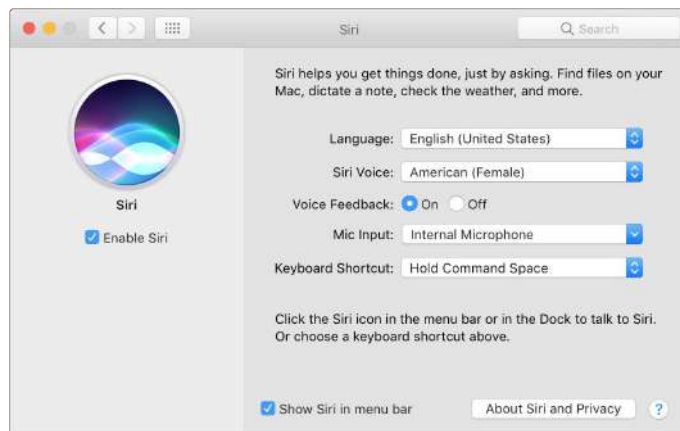 Siri
Search
Siri helps you get things done, just by asking. Find files on your
Mac, dictate a note, check the weather, and more.
Language: English (United States)
Siri Voice: American (Female)
Siri
Voice Feedback: On Off
Enable Siri
Mic Input: Internal Microphone
Keyboard Shortcut: Hold Command Space
Click the Siri icon in the menu bar or in the Dock to talk to Siri.
Or choose a keyboard shortcut above.
Show Siri in menu bar
About Siri and Privacy
?